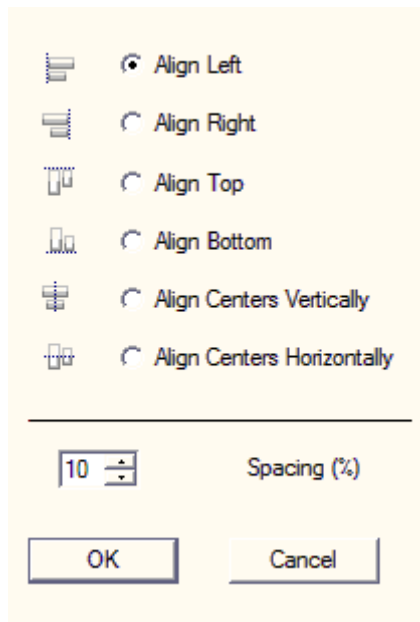 Align Left
Align Right
Align Top
Align Bottom
Align Centers Vertically
Align Centers Horizontally
10 Spacing (%)
OK Cancel